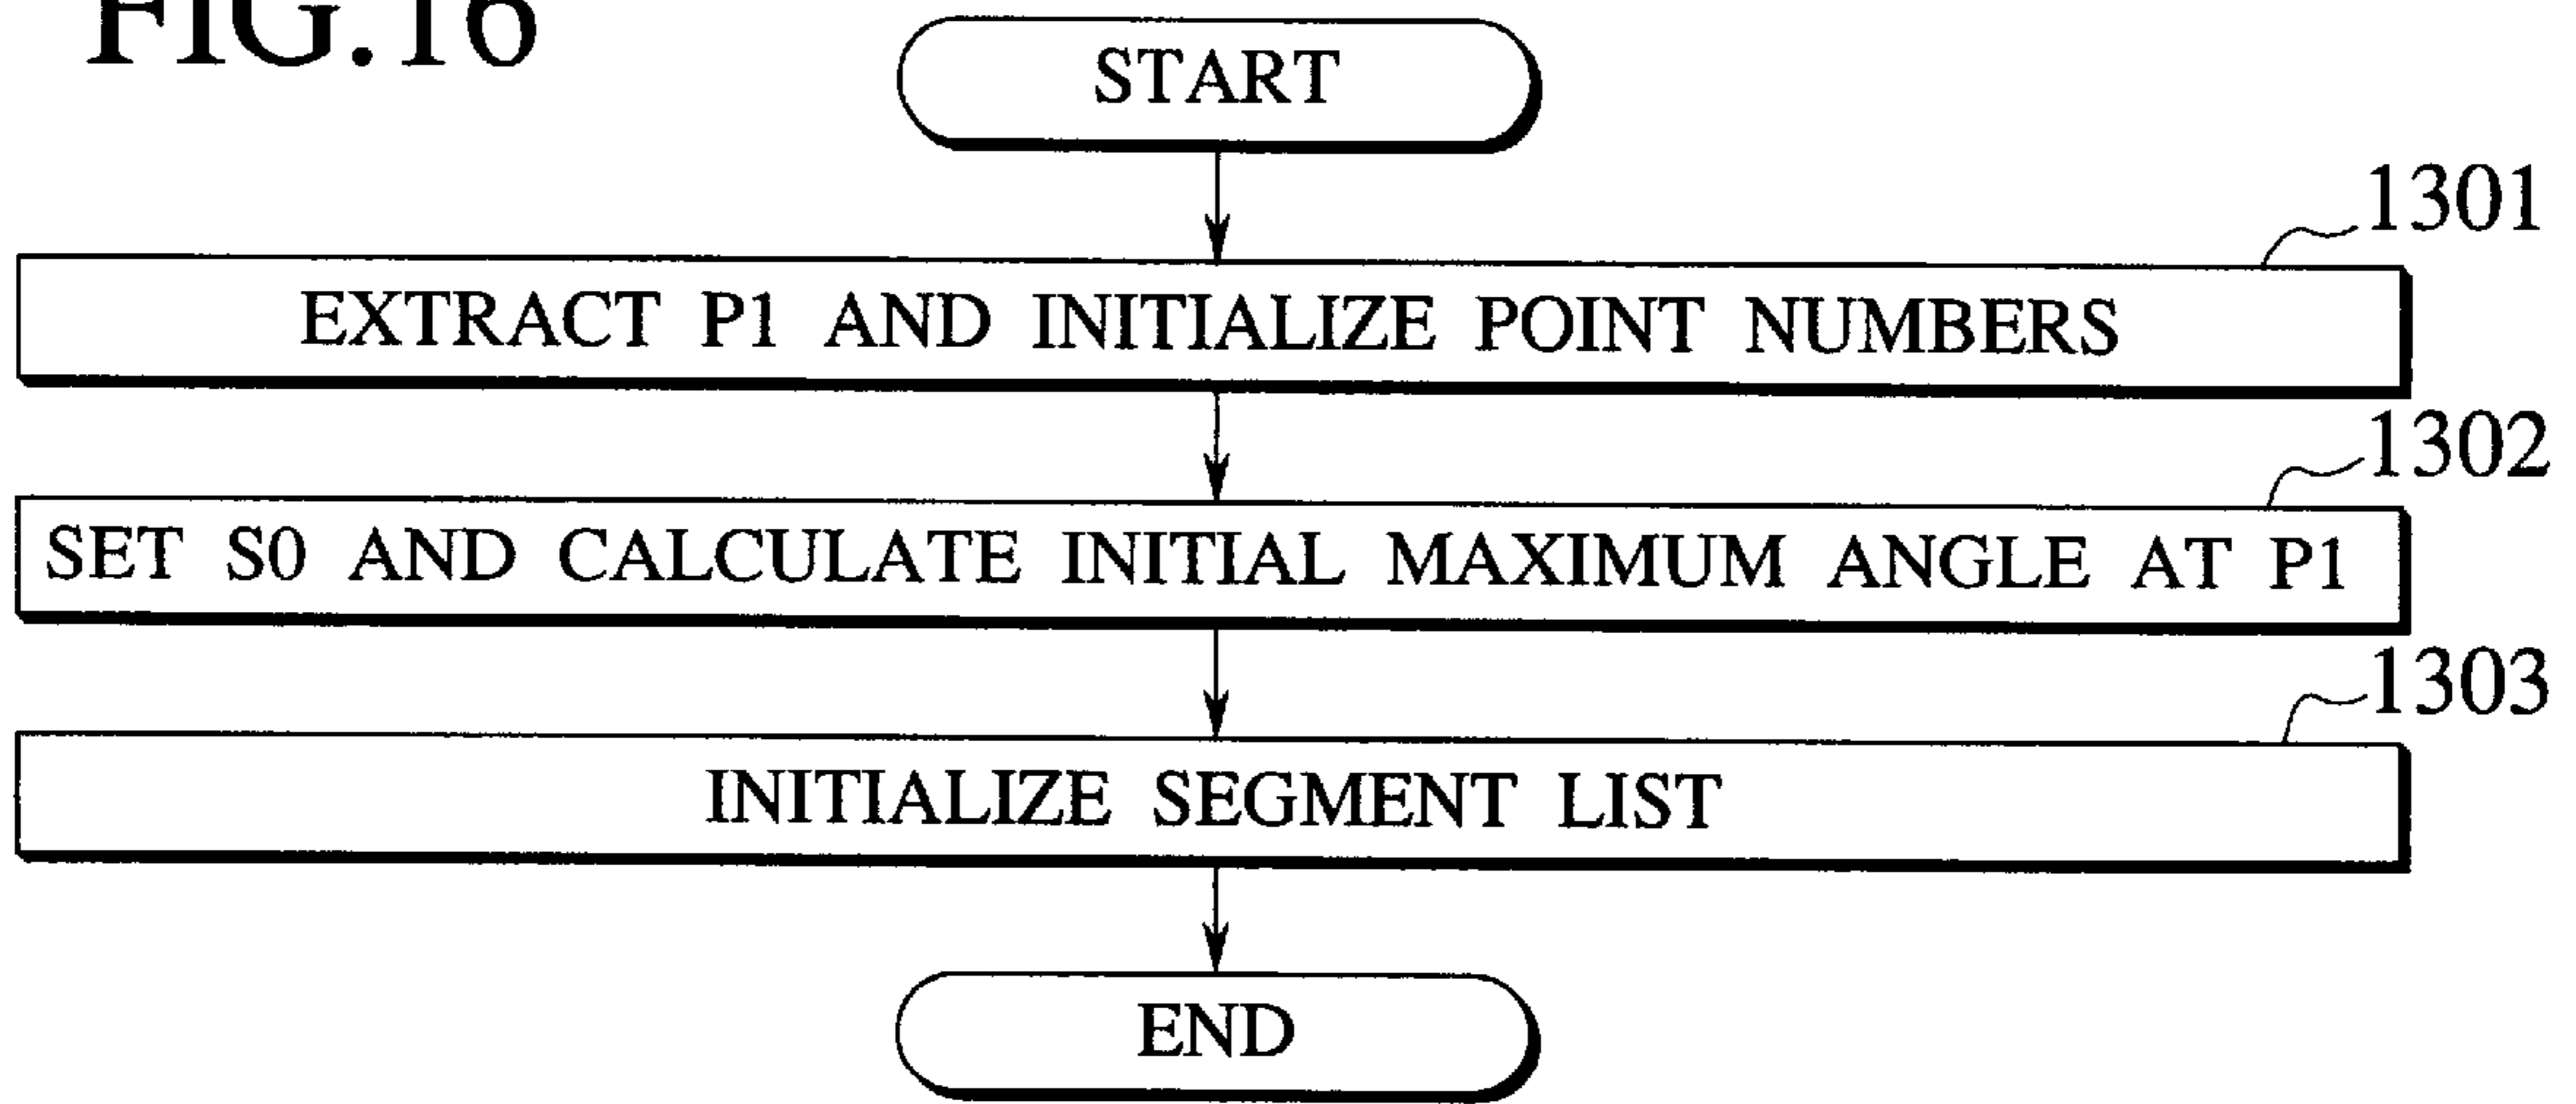 FIG.16
START
1301
EXTRACT P1 AND INITIALIZE POINT NUMBERS
1302
SET S0 AND CALCULATE INITIAL MAXIMUM ANGLE AT P1
1303
INITIALIZE SEGMENT LIST
END